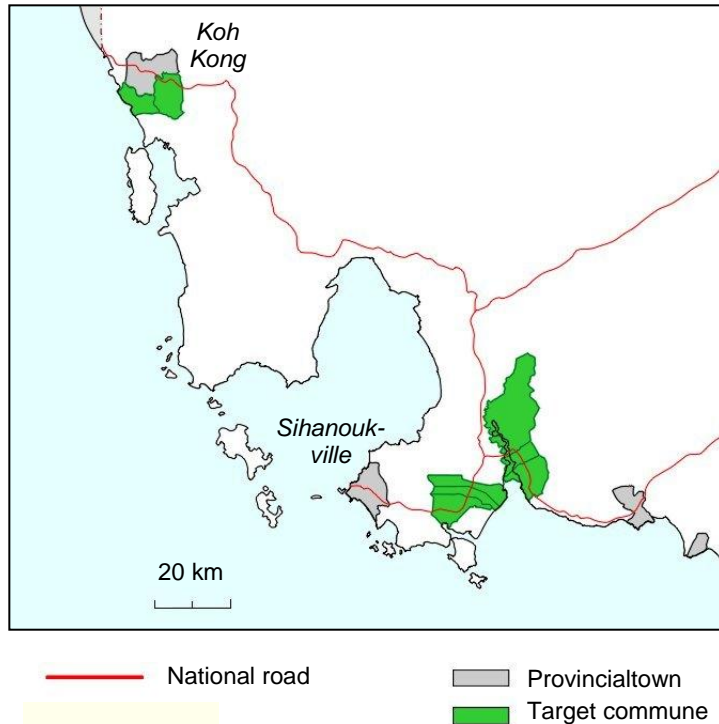 Koh
Kong
Sihanouk-
ville
20 km
National road
Provincialtown
Target commune